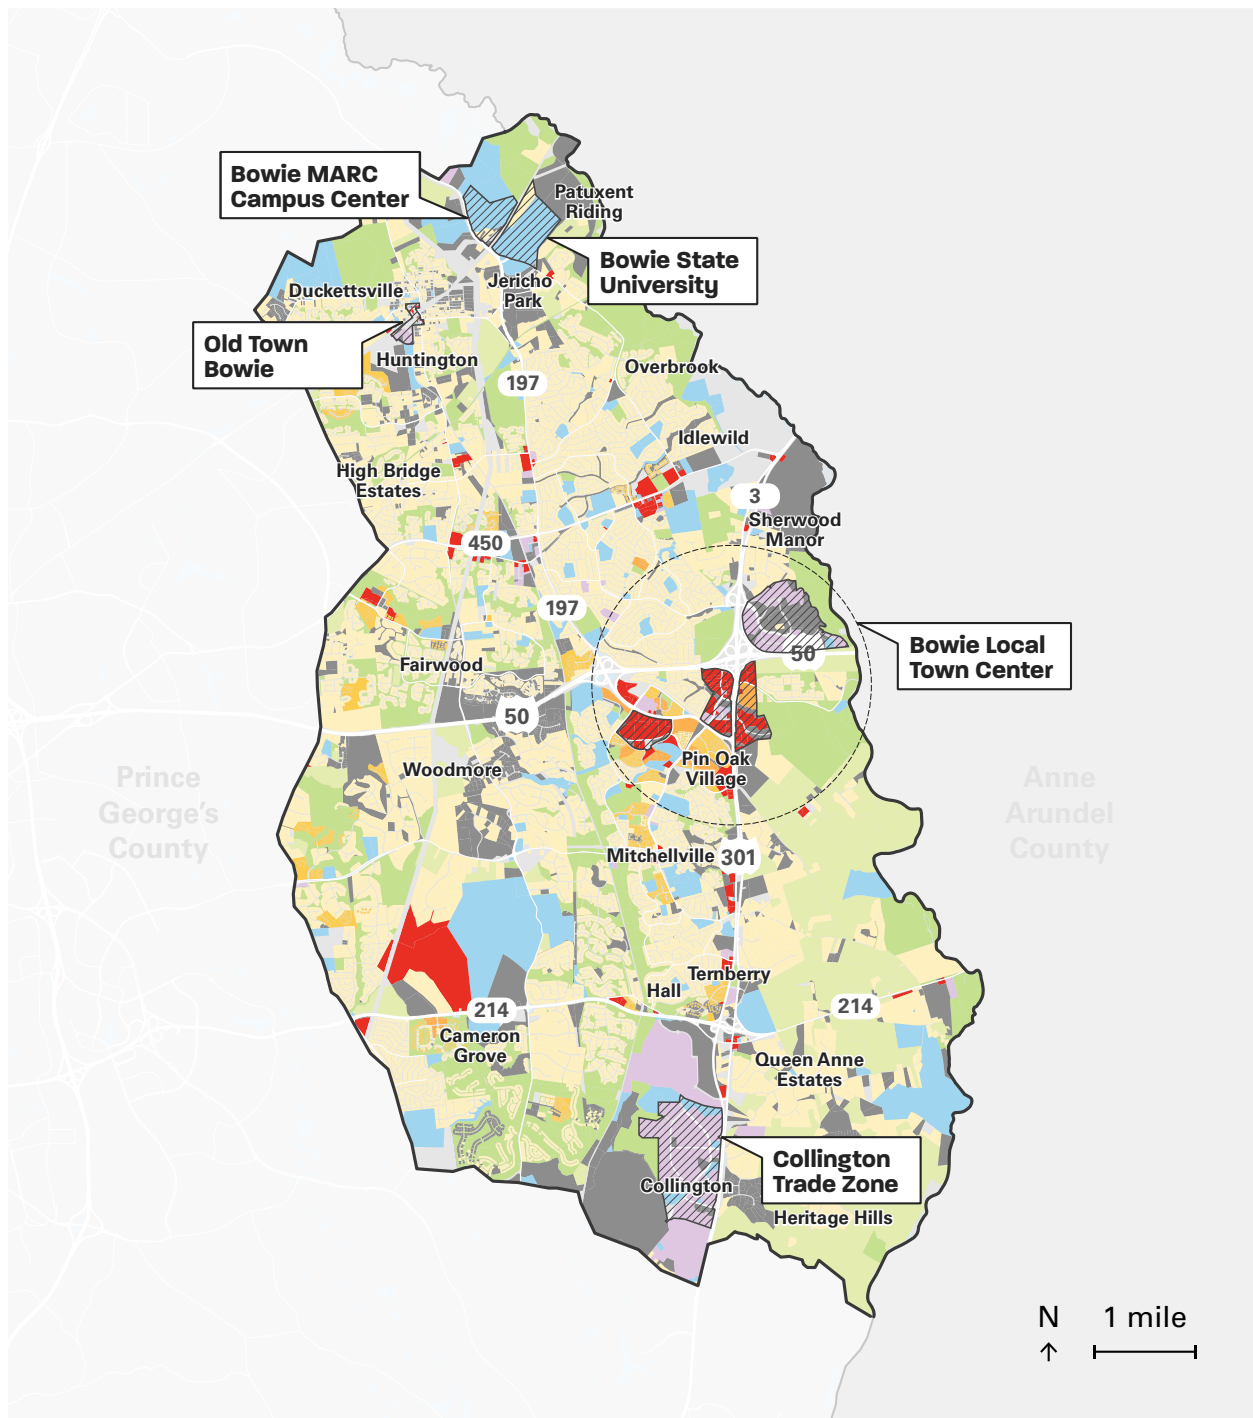 Bowie MARC
Campus Center
Patuxent
Riding
Bowie State
University
Duckettsville
Jericho
Park
Old Town
Bowie
Huntington
197
Overbrook
Idlewild
High Bridge
Estates
3
Sherwood
Manor
450
197
Bowie Local
Town Center
50
Fairwood
50
Woodmore
Pin Oak
Village
Prince
George's
County
Anne
Arundel
County
Mitchellville
301
Ternberry
Hall
214
214
Cameron
Grove
Queen Anne
Estates
Collington
Trade Zone
Collington
Heritage Hills
N
1 mile